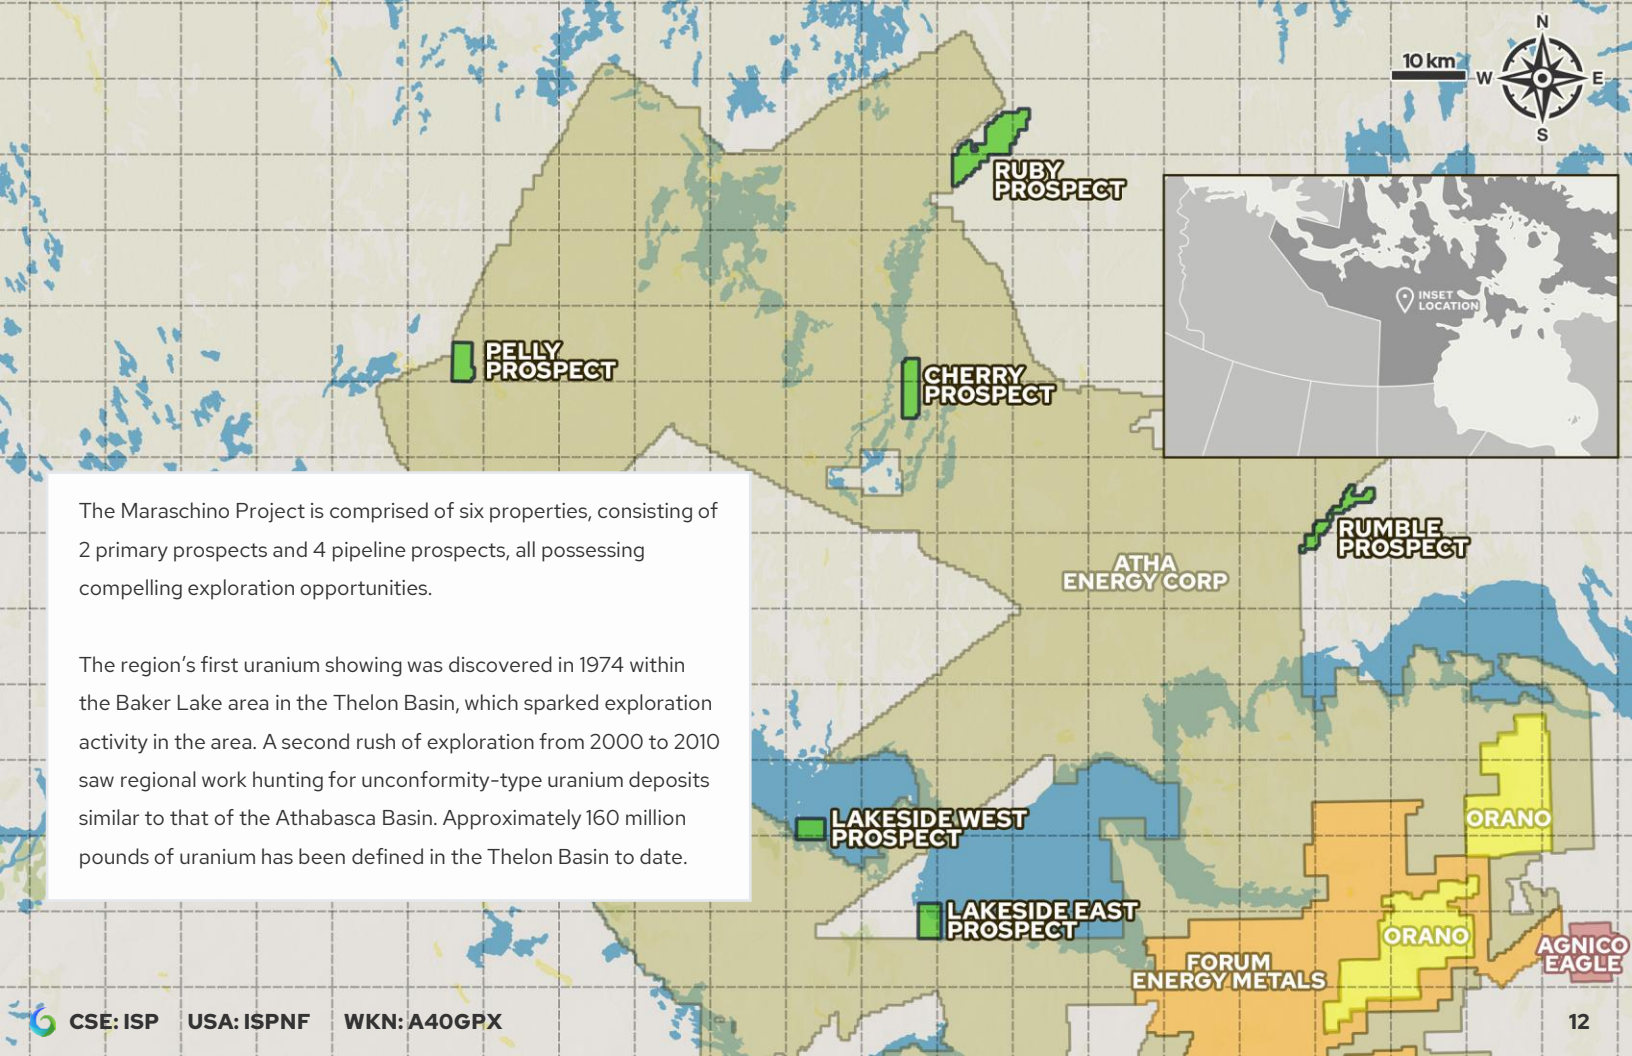 N
10 km
W
E
S
RUBY
PROSPECT
INSET
LOCATION
PELLY
PROSPECT
CHERRY
PROSPECT
The Maraschino Project is comprised of six properties, consisting of
2 primary prospects and 4 pipeline prospects, all possessing
compelling exploration opportunities.
The region’s first uranium showing was discovered in 1974 within
the Baker Lake area in the Thelon Basin, which sparked exploration
activity in the area. A second rush of exploration from 2000 to 2010
saw regional work hunting for unconformity-type uranium deposits
similar to that of the Athabasca Basin. Approximately 160 million
pounds of uranium has been defined in the Thelon Basin to date.
RUMBLE
PROSPECT
ATHA
ENERGY CORP
LAKESIDE WEST
PROSPECT
ORANO
LAKESIDE EAST
PROSPECT
ORANO
FORUM
ENERGY METALS
AGNICO
EAGLE
CSE: ISP
USA: ISPNF
WKN: A40GPX
12